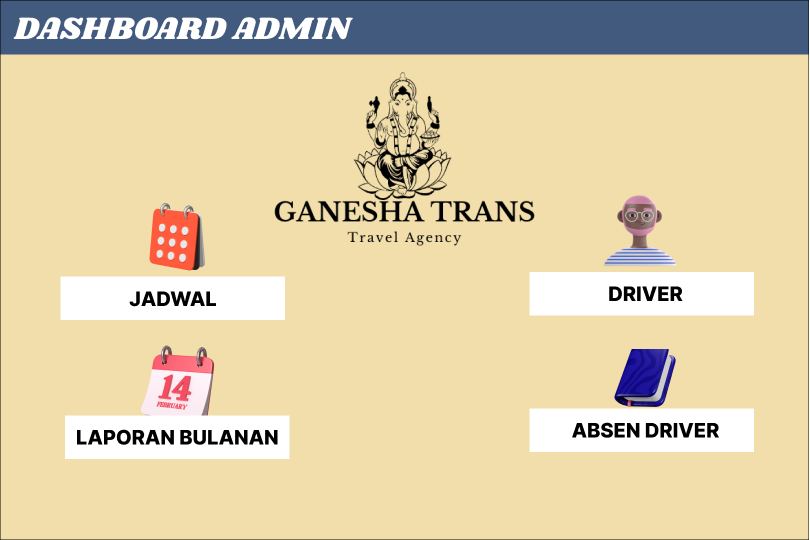 DASHBOARD ADMIN
GANESHA TRANS
Travel Agency
JADWAL
DRIVER
14
FEBRUARY
LAPORAN BULANAN
ABSEN DRIVER